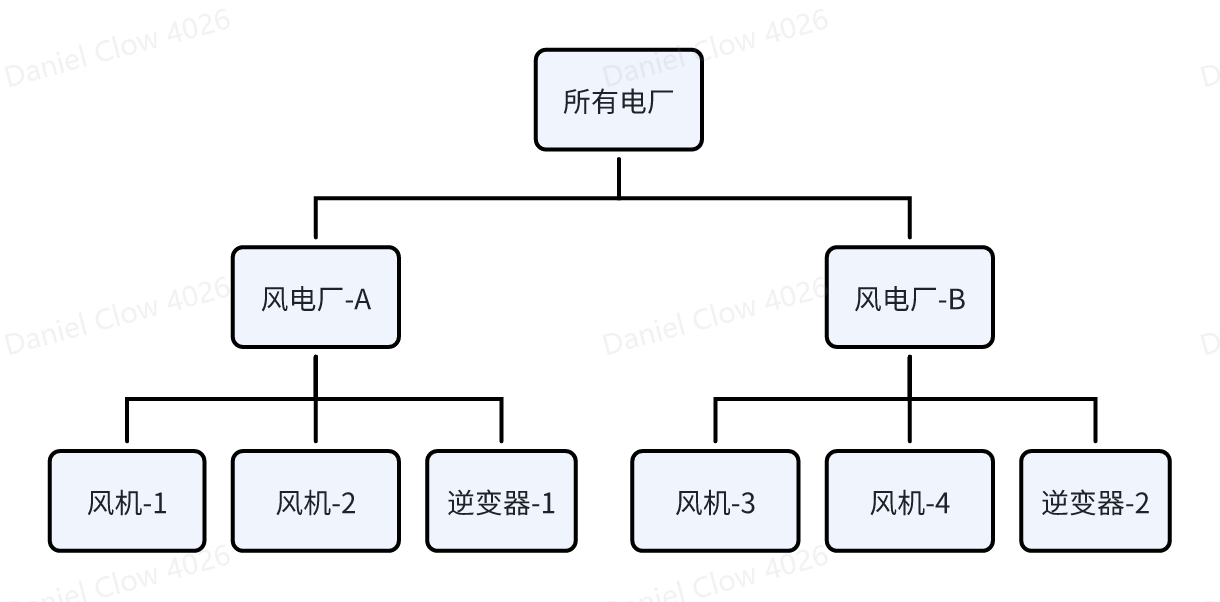 Daniel Clow 4026
Daniel Clow 4026
D
所有电厂
风电厂-A
风电厂-B
Daniel Clow 4026
Daniel Clow 4026
D
风机-1
风机-2
逆变器-1
风机-3
风机-4
逆变器-2
Daniel Clow 4026
Daniel Clow 4026